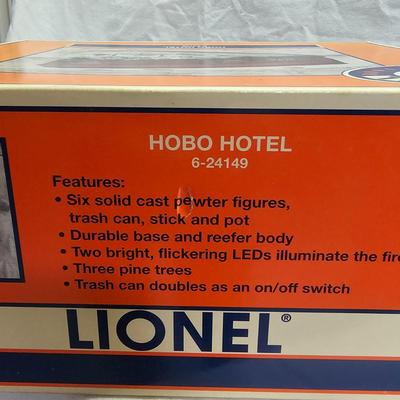 HOBO HOTEL
6-24149
Features:
• Six solid cast pewter figures,
trash can, stick and pot
• Durable base and reefer body
• Two bright, flickering LEDs illuminate the fire
• Three pine trees
• Trash can doubles as an on/off switch
LIONEL®